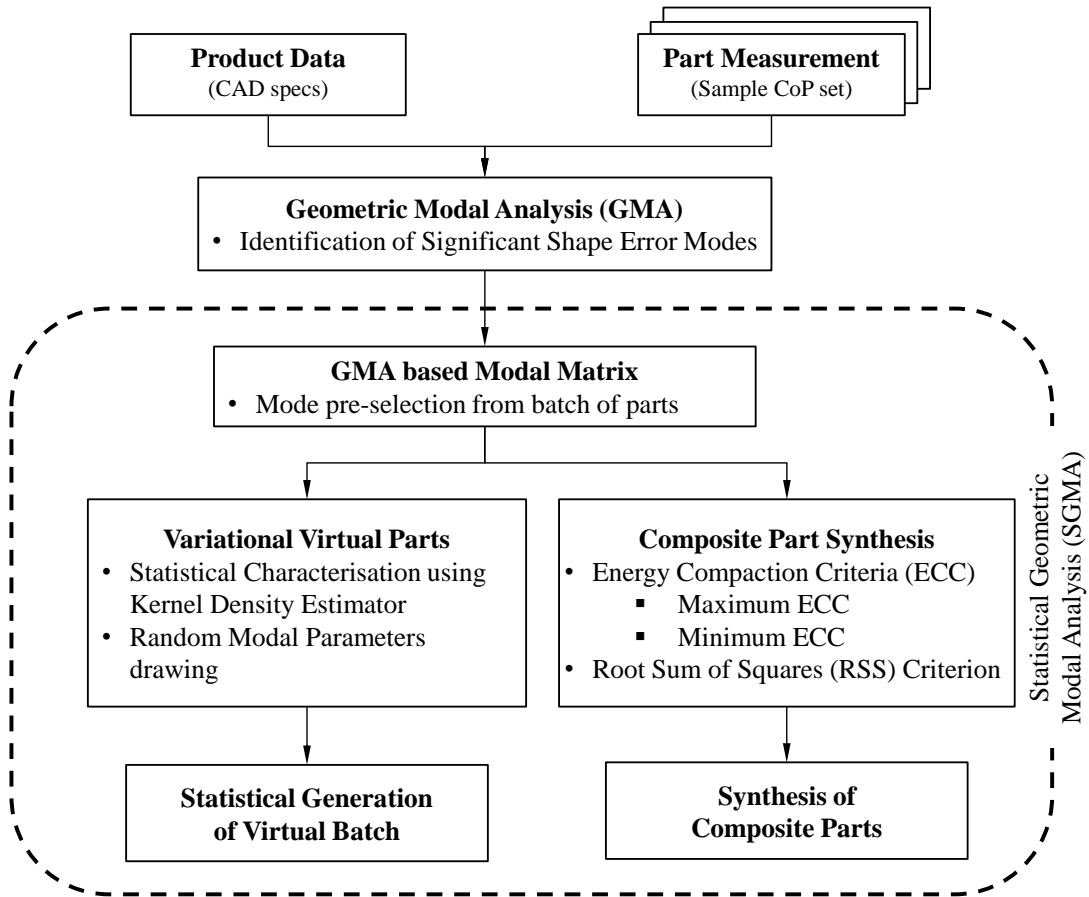 Product Data
(CAD specs)
Part Measurement
(Sample CoP set)
Geometric Modal Analysis (GMA)
• Identification of Significant Shape Error Modes
GMA based Modal Matrix
• Mode pre-selection from batch of parts
Variational Virtual Parts
• Statistical Characterisation using
Kernel Density Estimator
• Random Modal Parameters
drawing
Composite Part Synthesis
• Energy Compaction Criteria (ECC)
▪ Maximum ECC
▪ Minimum ECC
• Root Sum of Squares (RSS) Criterion
Statistical Geometric
Modal Analysis (SGMA)
Statistical Generation
of Virtual Batch
Synthesis of
Composite Parts